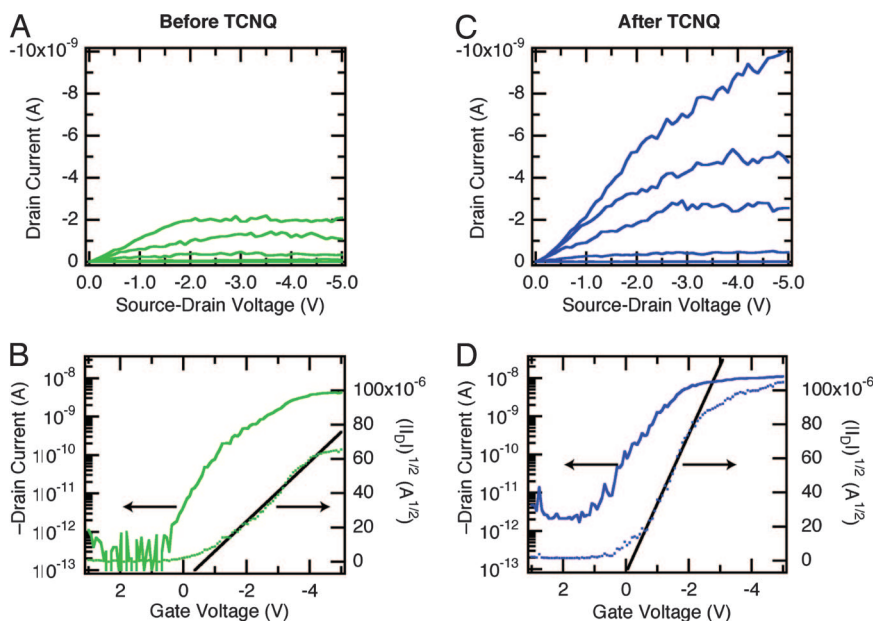 A Before TCNQ
-10x10⁻⁹
-8
-6
-4
-2
0
Drain Current (A)
0.0 -1.0 -2.0 -3.0 -4.0 -5.0
Source-Drain Voltage (V)
C After TCNQ
-10x10⁻⁹
-8
-6
-4
-2
0
Drain Current (A)
0.0 -1.0 -2.0 -3.0 -4.0 -5.0
Source-Drain Voltage (V)
B
10⁻⁸
10⁻⁹
10⁻¹⁰
10⁻¹¹
10⁻¹²
10⁻¹³
–Drain Current (A)
100x10⁻⁶
80
60
40
20
0
(|I_D|)^1/2 (A^1/2)
2 0 -2 -4
Gate Voltage (V)
D
10⁻⁸
10⁻⁹
10⁻¹⁰
10⁻¹¹
10⁻¹²
10⁻¹³
–Drain Current (A)
100x10⁻⁶
80
60
40
20
0
(|I_D|)^1/2 (A^1/2)
2 0 -2 -4
Gate Voltage (V)